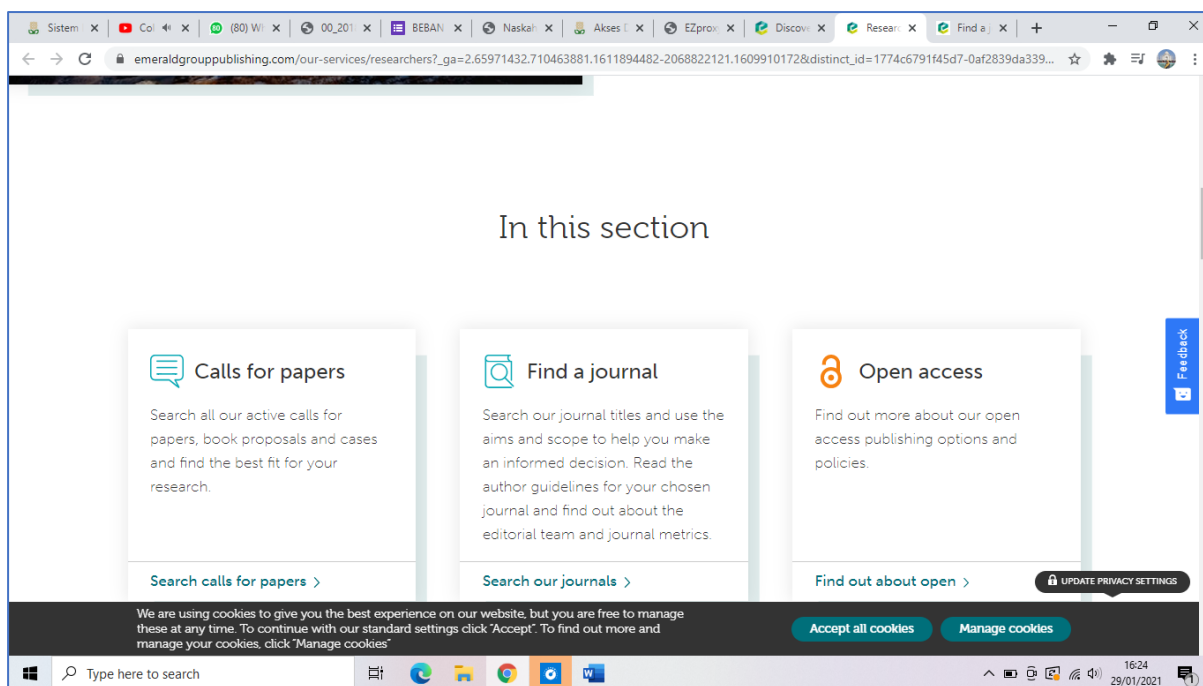 Sistem
Col
(80) W
00_201
BEBAN
Naskah
Akses D
EZprox
Discove
Researc
Find a j
emeraldgrouppublishing.com/our-services/researchers?_ga=2.65971432.710463881.1611894482-2068822121.1609910172&distinct_id=1774c6791f45d7-0af2839da339...
In this section
Calls for papers
Search all our active calls for
papers, book proposals and cases
and find the best fit for your
research.
Search calls for papers >
Find a journal
Search our journal titles and use the
aims and scope to help you make
an informed decision. Read the
author guidelines for your chosen
journal and find out about the
editorial team and journal metrics.
Search our journals >
Open access
Find out more about our open
access publishing options and
policies.
Find out about open >
Feedback
UPDATE PRIVACY SETTINGS
We are using cookies to give you the best experience on our website, but you are free to manage
these at any time. To continue with our standard settings click "Accept". To find out more and
manage your cookies, click "Manage cookies"
Accept all cookies
Manage cookies
Type here to search
16:24
29/01/2021